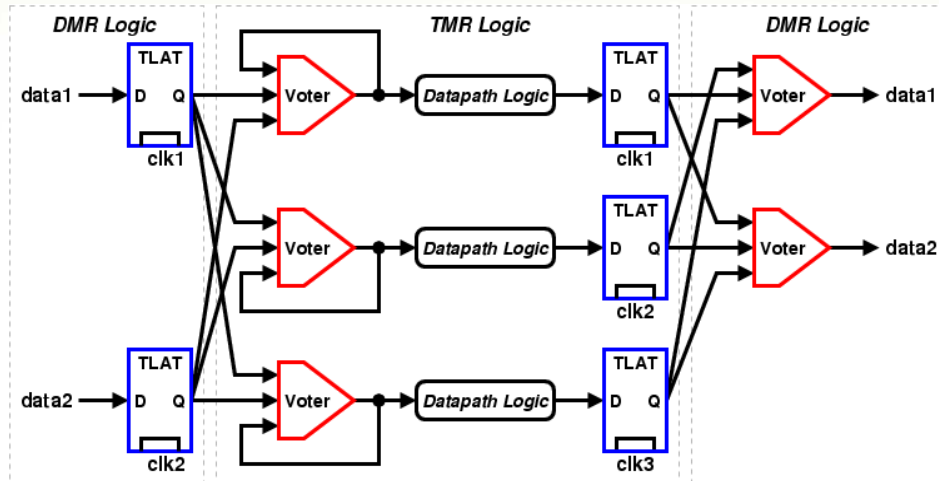 DMR Logic TMR Logic DMR Logic
TLAT TLAT
data1 D Q Voter Datapath Logic D Q Voter data1
clk1 clk1
TLAT
Voter Datapath Logic D Q Voter data2
clk2
TLAT TLAT
data2 D Q Voter Datapath Logic D Q
clk2 clk3